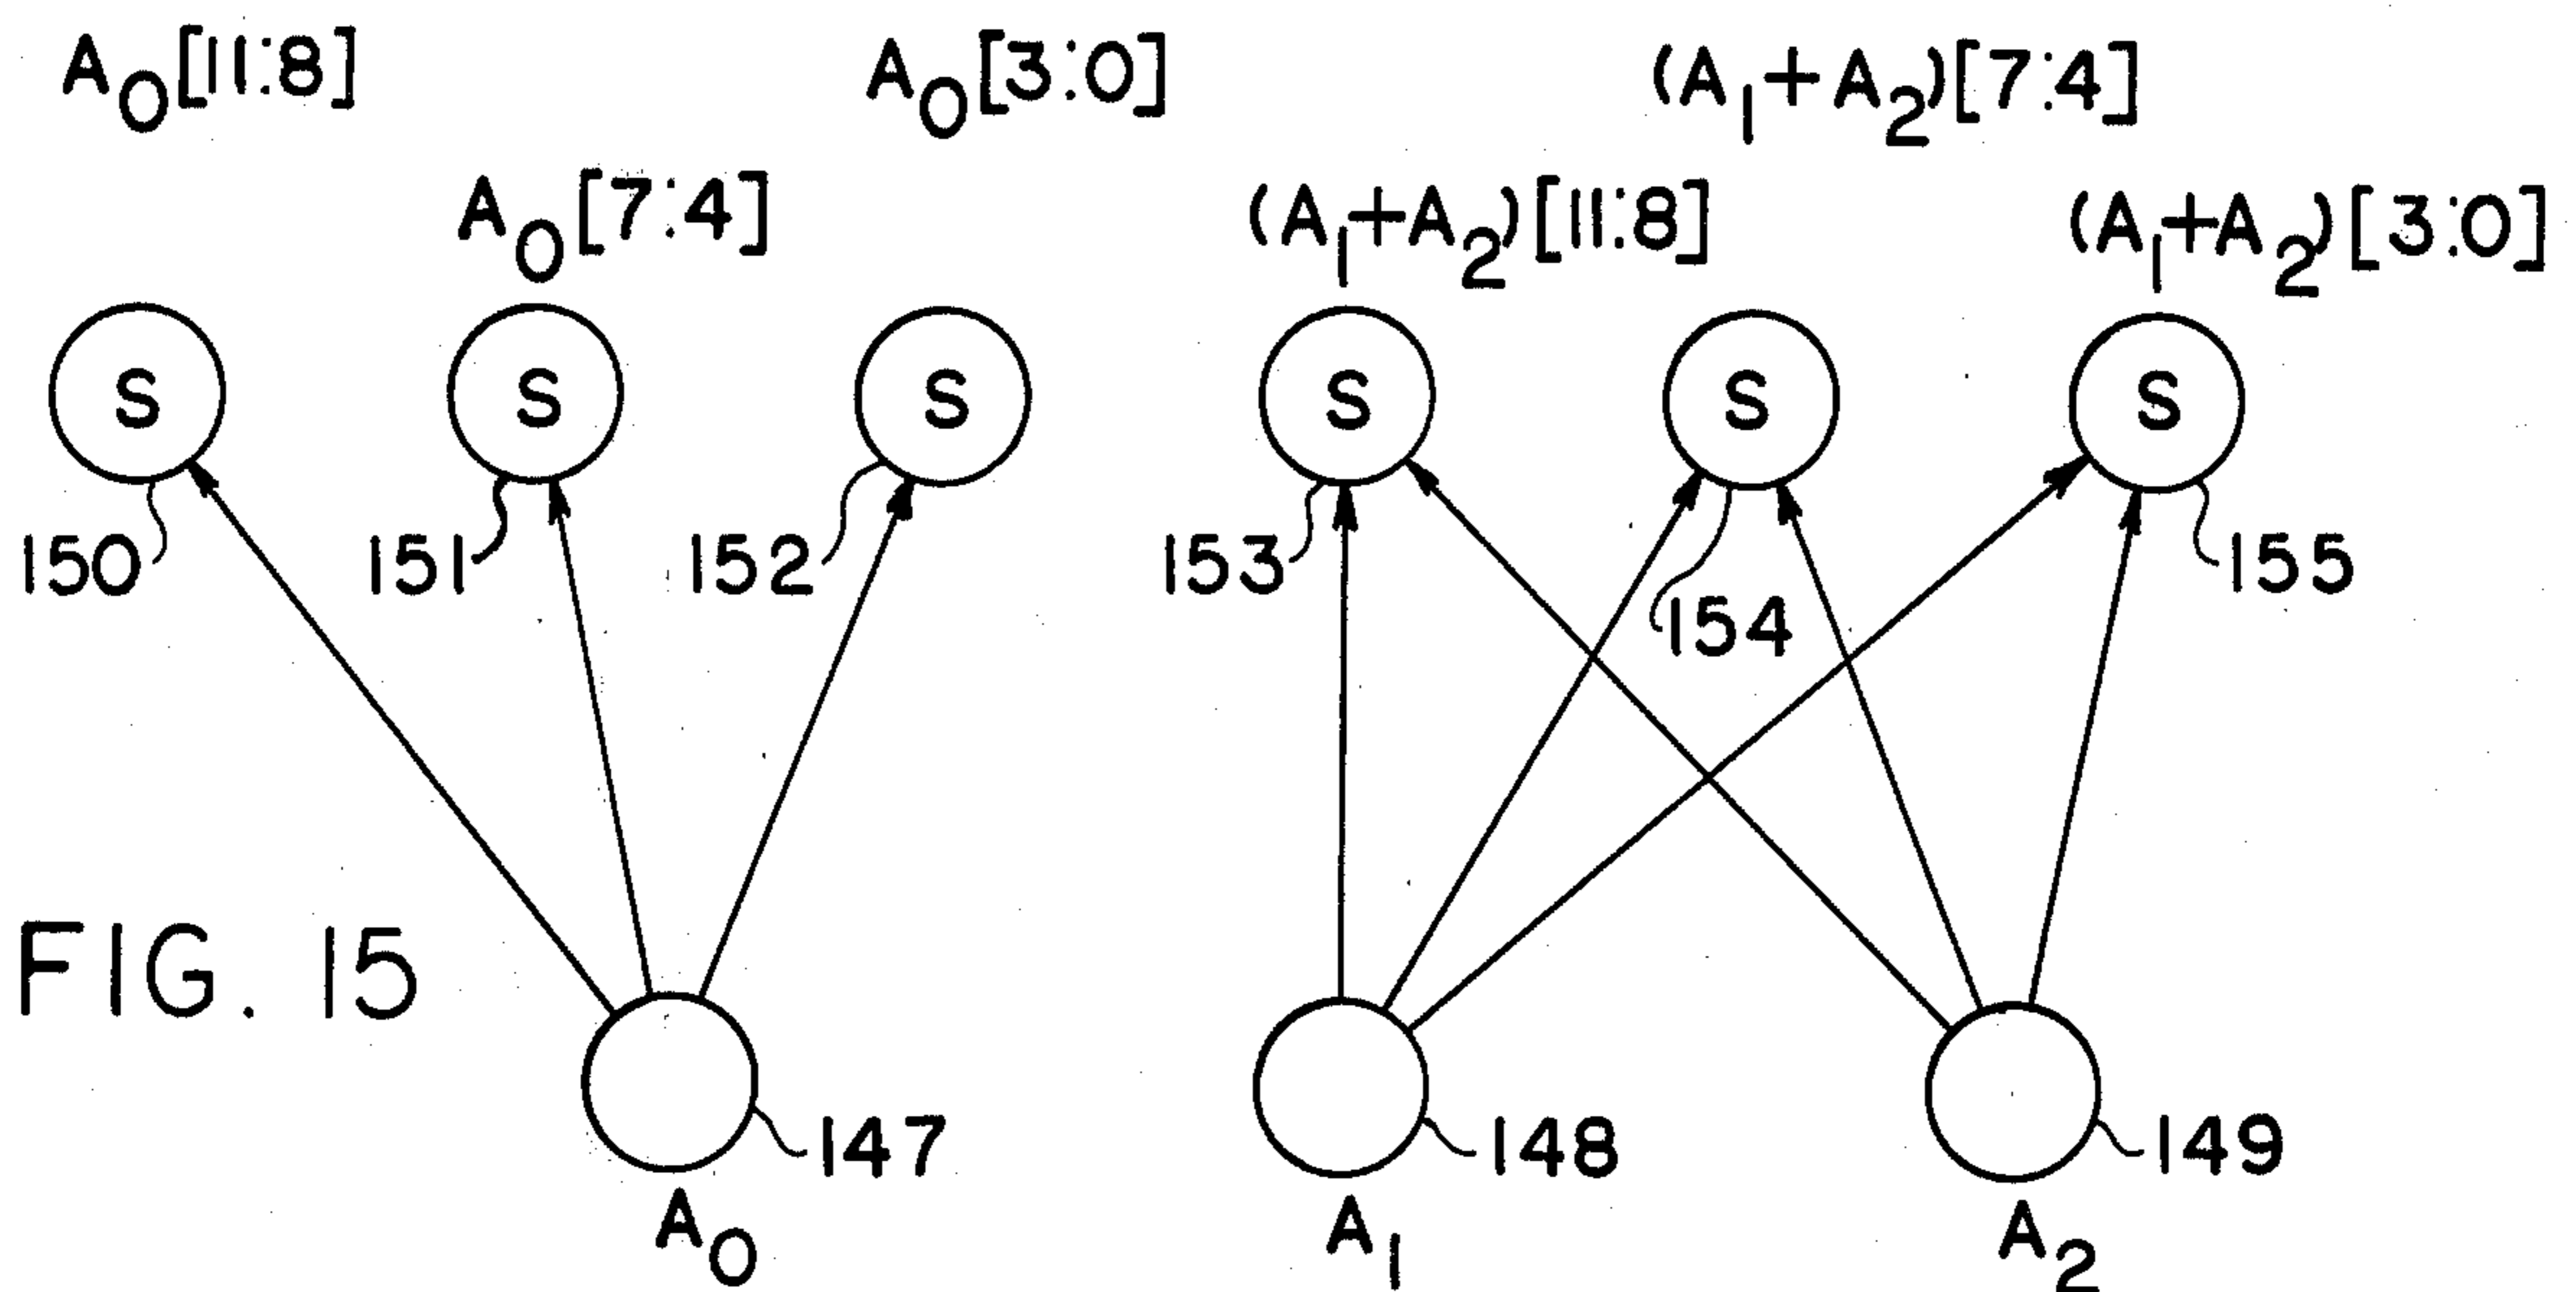 A0[11:8] A0[3:0] (A1+A2)[7:4]
A0[7:4] (A1+A2)[11:8] (A1+A2)[3:0]
S S S S S S
150 151 152 153 154 155
FIG. 15
147 148 149
A0 A1 A2